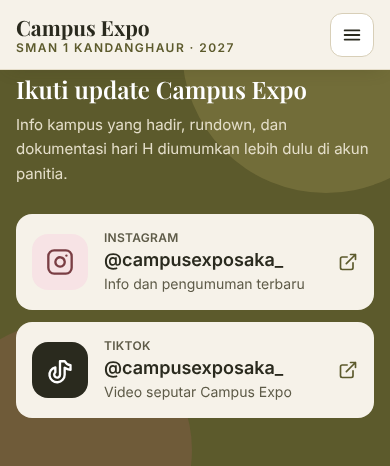 Campus Expo
SMAN 1 KANDANGHAUR · 2027
Ikuti update Campus Expo
Info kampus yang hadir, rundown, dan
dokumentasi hari H diumumkan lebih dulu di akun
panitia.
INSTAGRAM
@campusexposaka_
Info dan pengumuman terbaru
TIKTOK
@campusexposaka_
Video seputar Campus Expo